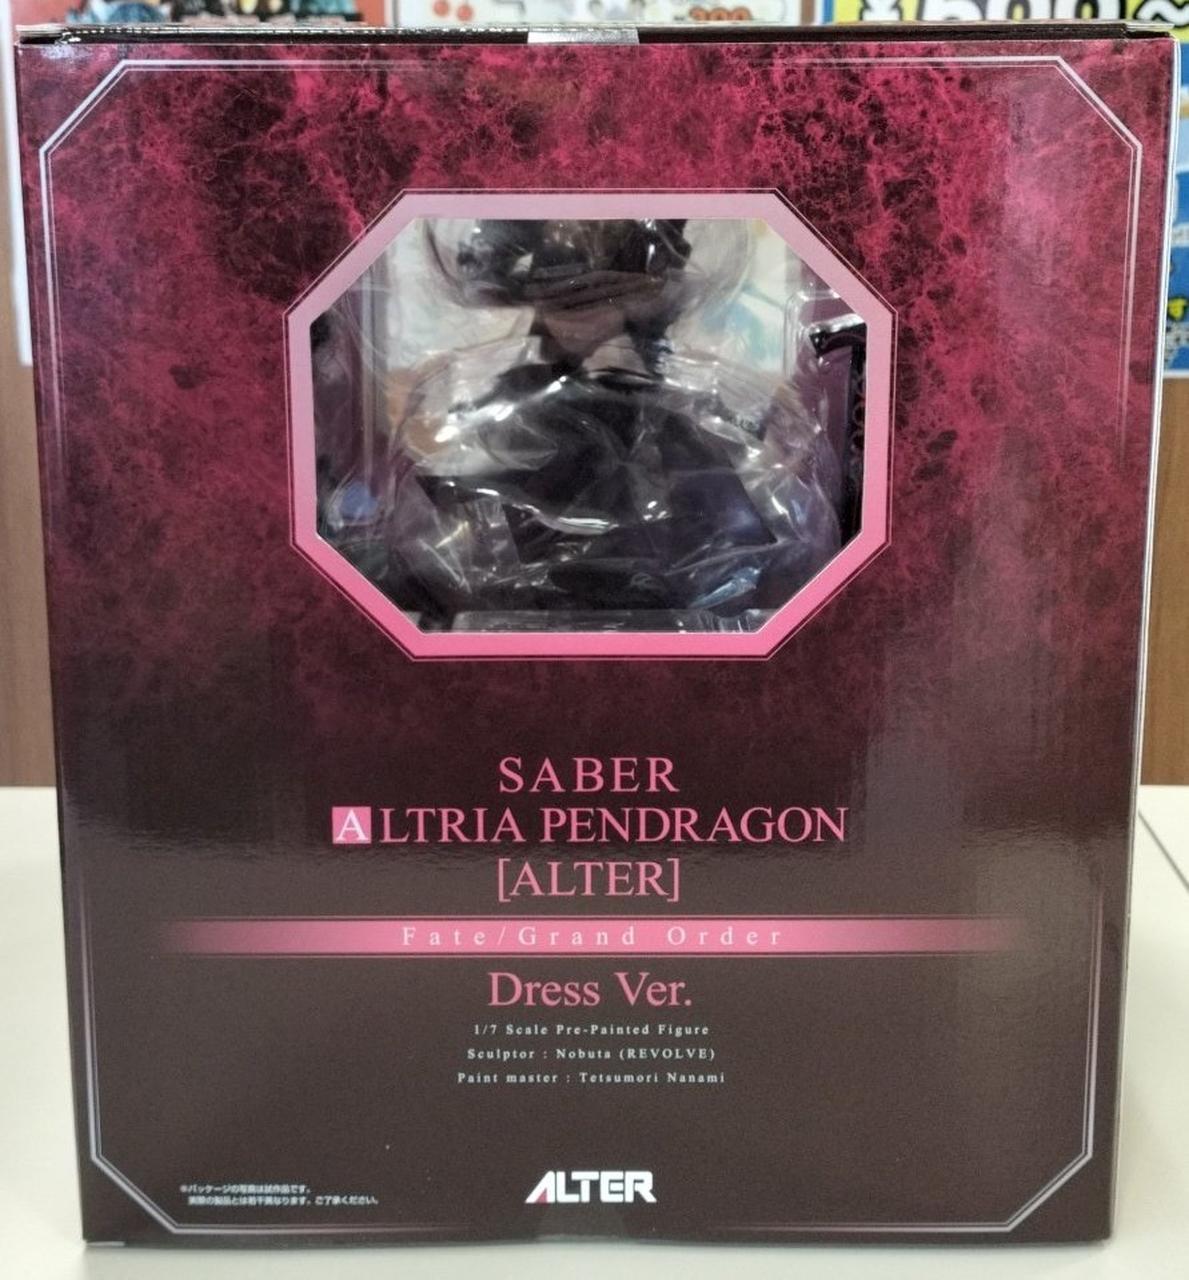 SABER
ALTRIA PENDRAGON
[ALTER]
Fate/Grand Order
Dress Ver.
1/7 Scale Pre-Painted Figure
Sculptor : Nobuta (REVOLVE)
Paint master : Tetsumori Nanami
ALTER
※パッケージの写真は試作品です。
実際の製品とは若干異なります。ご了承ください。